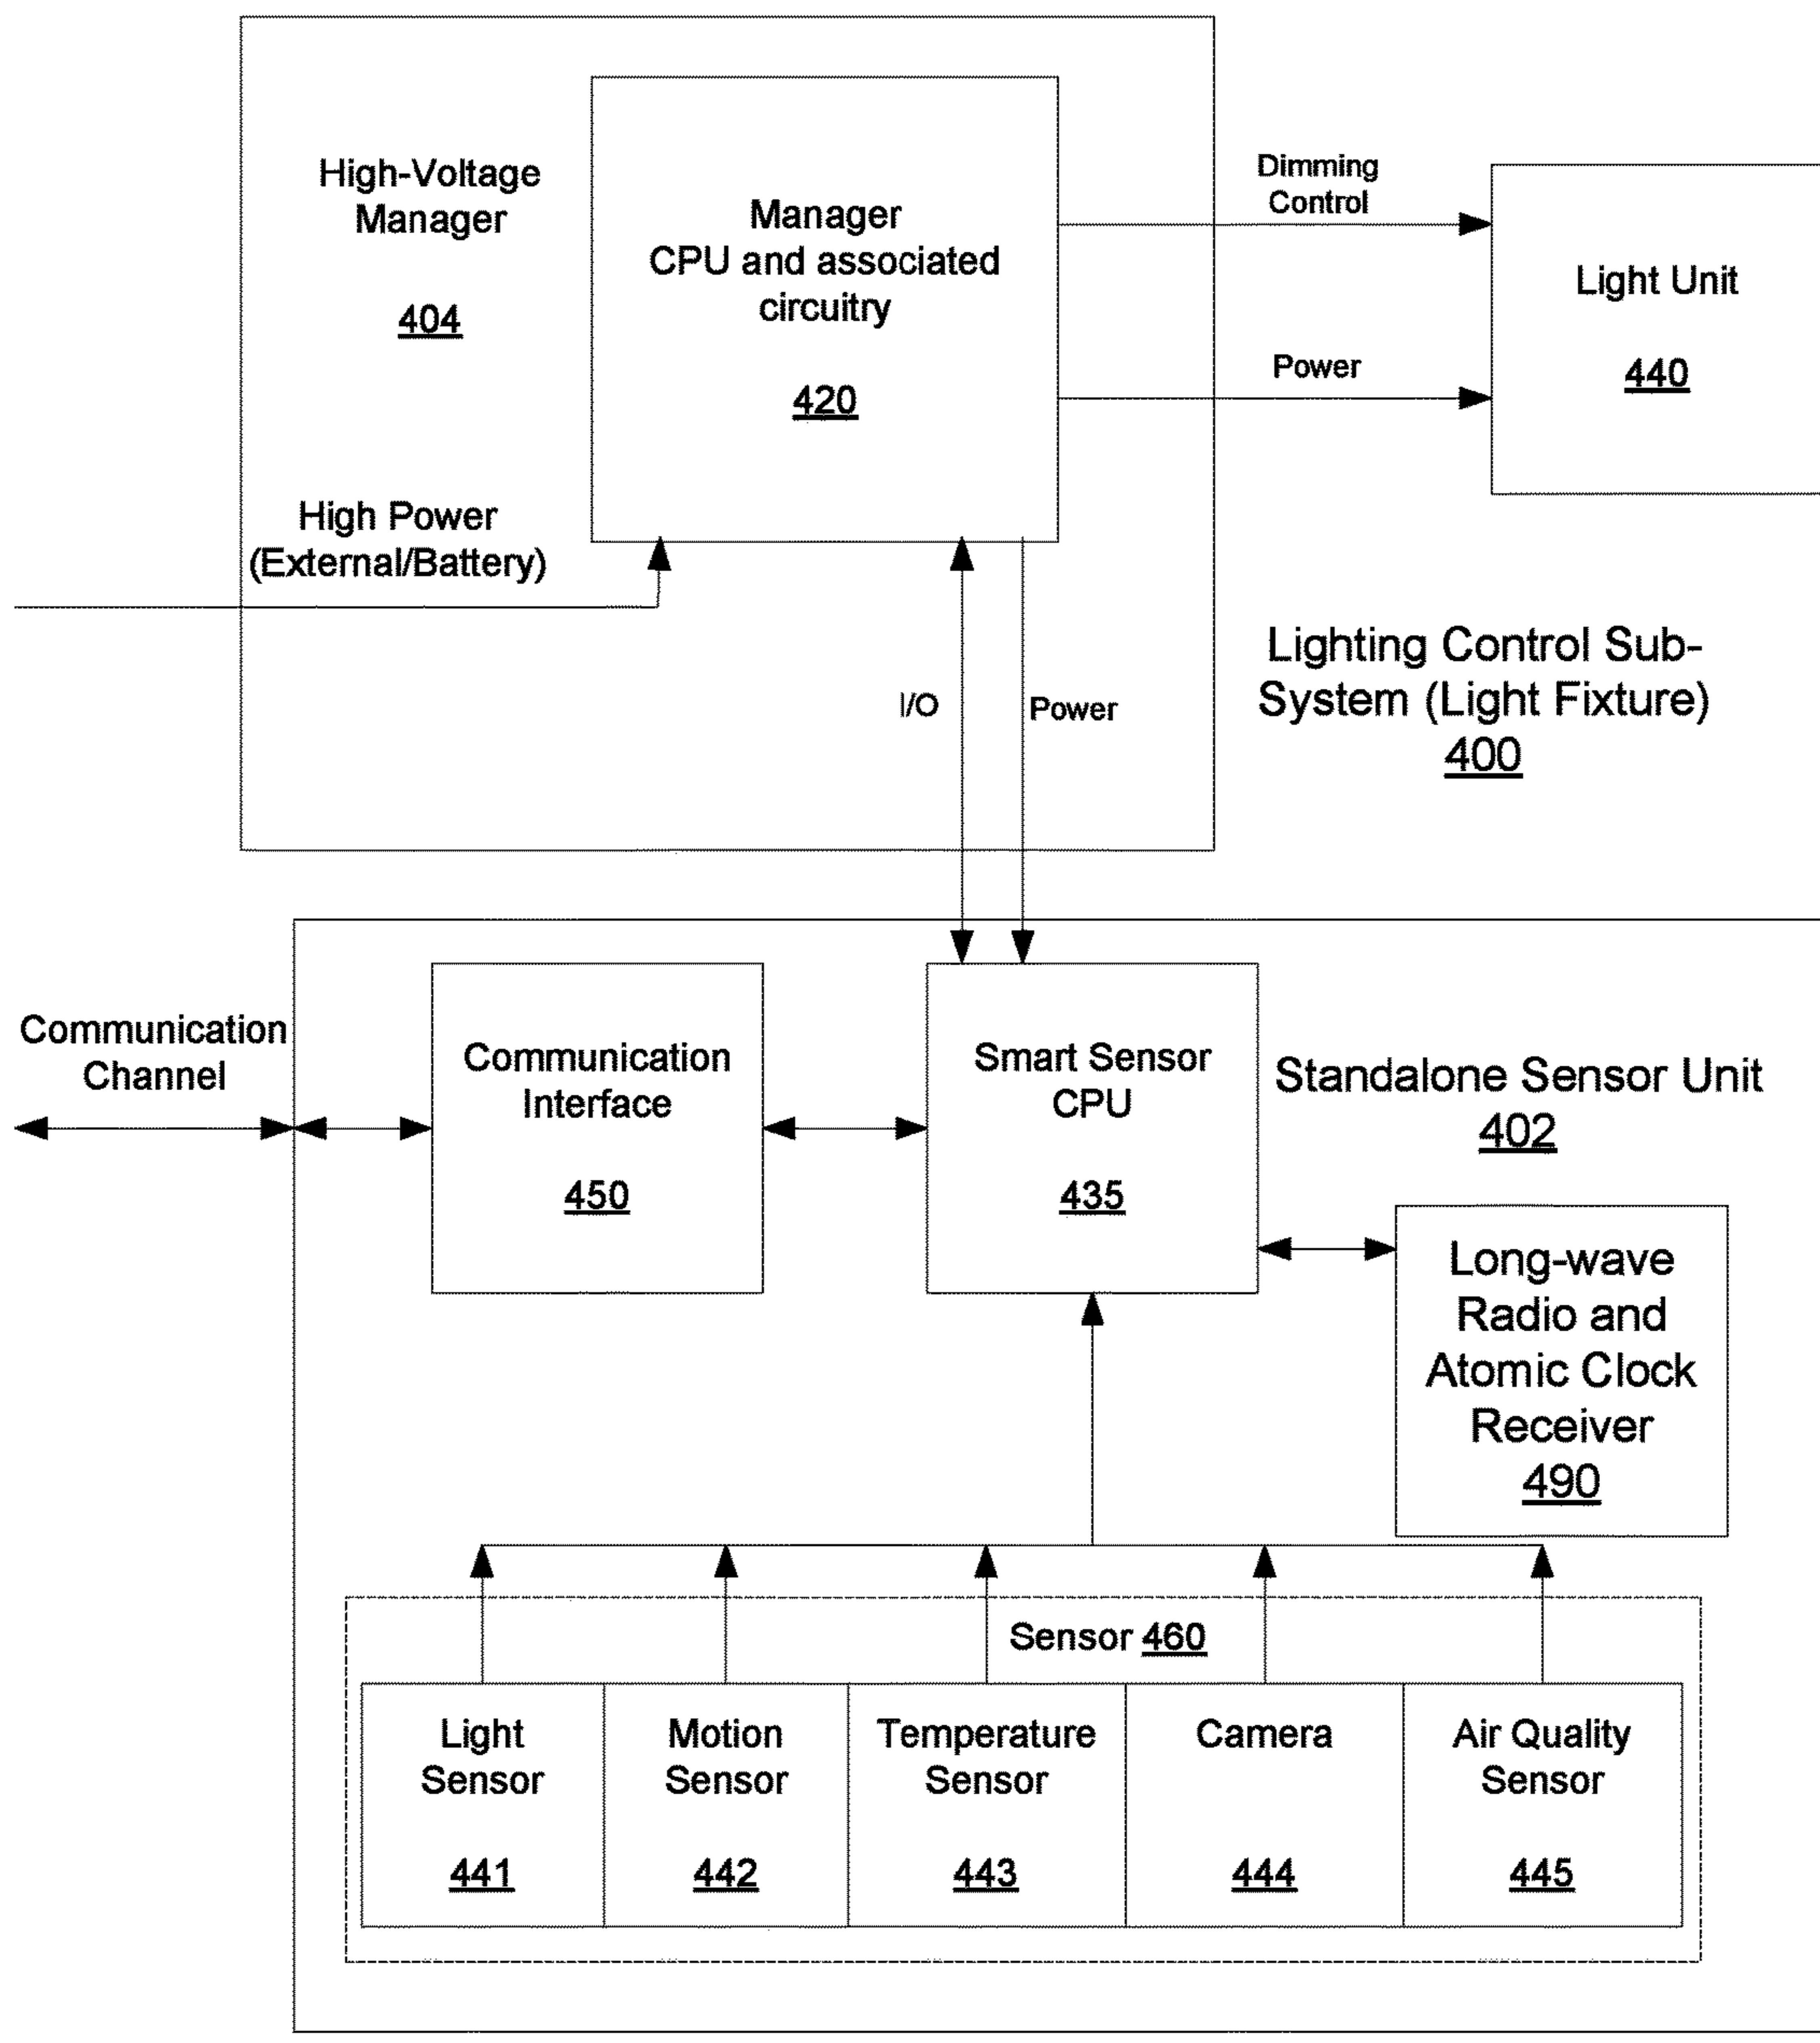 High-Voltage
Manager
404
Manager
CPU and associated
circuitry
420
Dimming
Control
Power
Light Unit
440
High Power
(External/Battery)
I/O
Power
Lighting Control Sub-
System (Light Fixture)
400
Communication
Channel
Communication
Interface
450
Smart Sensor
CPU
435
Standalone Sensor Unit
402
Long-wave
Radio and
Atomic Clock
Receiver
490
Sensor 460
Light
Sensor
441
Motion
Sensor
442
Temperature
Sensor
443
Camera
444
Air Quality
Sensor
445